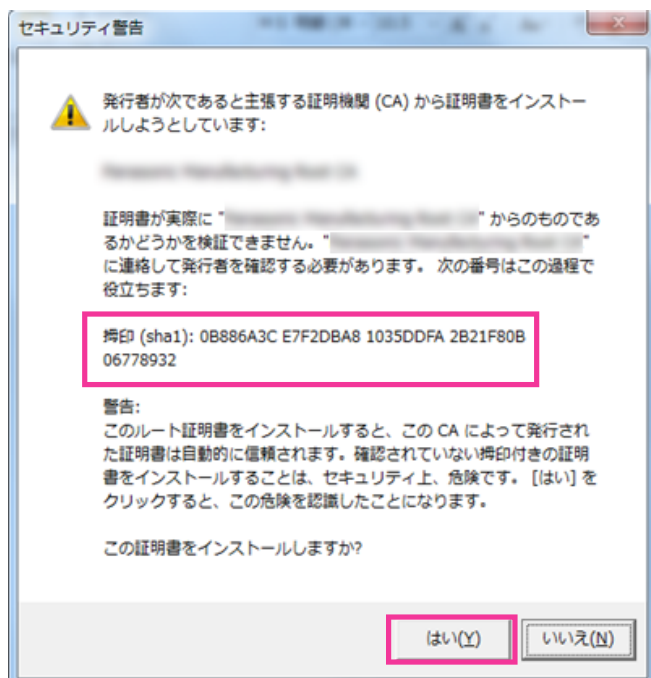 セキュリティ警告
発行者が次であると主張する証明機関 (CA) から証明書をインストー
ルしようとしています:
証明書が実際に " " からのものであ
るかどうかを検証できません。" "
に連絡して発行者を確認する必要があります。 次の番号はこの過程で
役立ちます:
拇印 (sha1): 0B886A3C E7F2DBA8 1035DDFA 2B21F80B
06778932
警告:
このルート証明書をインストールすると、この CA によって発行され
た証明書は自動的に信頼されます。確認されていない拇印付きの証明
書をインストールすることは、セキュリティ上、危険です。 [はい] を
クリックすると、この危険を認識したことになります。
この証明書をインストールしますか?
はい(Y)
いいえ(N)